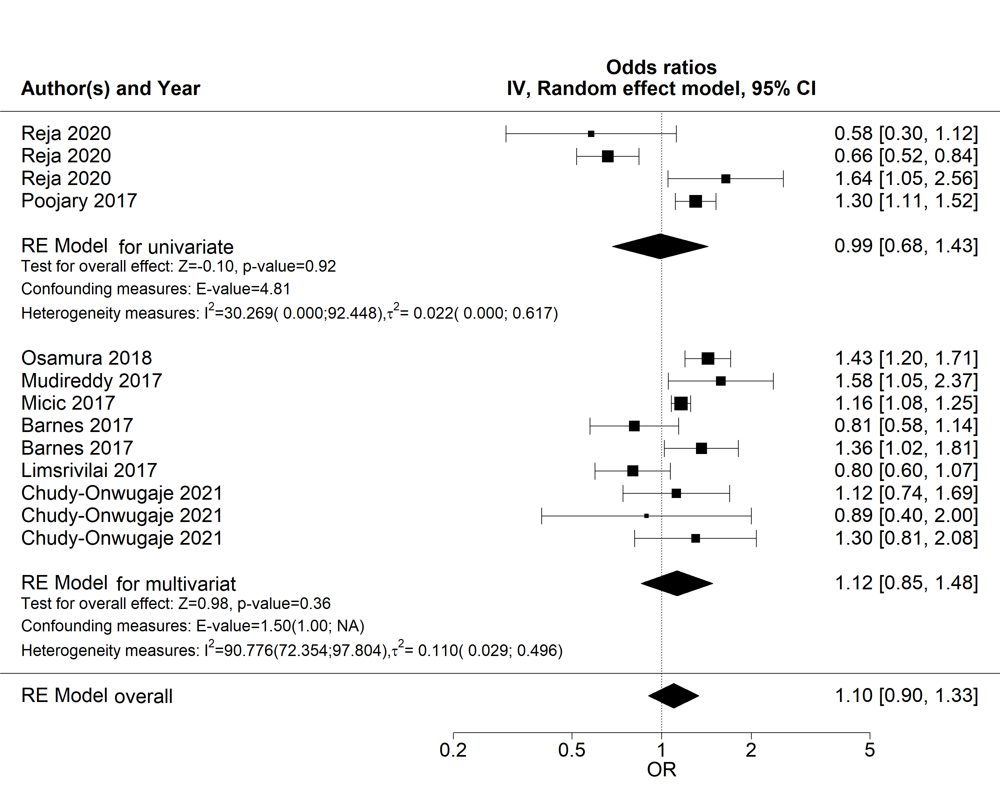 Odds ratios
Author(s) and Year IV, Random effect model, 95% CI
Reja 2020 0.58 [0.30, 1.12]
Reja 2020 0.66 [0.52, 0.84]
Reja 2020 1.64 [1.05, 2.56]
Poojary 2017 1.30 [1.11, 1.52]
RE Model for univariate 0.99 [0.68, 1.43]
Test for overall effect: Z=-0.10, p-value=0.92
Confounding measures: E-value=4.81
Heterogeneity measures: I²=30.269( 0.000;92.448),τ²= 0.022( 0.000; 0.617)
Osamura 2018 1.43 [1.20, 1.71]
Mudireddy 2017 1.58 [1.05, 2.37]
Micic 2017 1.16 [1.08, 1.25]
Barnes 2017 0.81 [0.58, 1.14]
Barnes 2017 1.36 [1.02, 1.81]
Limsrivilai 2017 0.80 [0.60, 1.07]
Chudy-Onwugaje 2021 1.12 [0.74, 1.69]
Chudy-Onwugaje 2021 0.89 [0.40, 2.00]
Chudy-Onwugaje 2021 1.30 [0.81, 2.08]
RE Model for multivariat 1.12 [0.85, 1.48]
Test for overall effect: Z=0.98, p-value=0.36
Confounding measures: E-value=1.50(1.00; NA)
Heterogeneity measures: I²=90.776(72.354;97.804),τ²= 0.110( 0.029; 0.496)
RE Model overall 1.10 [0.90, 1.33]
0.2 0.5 1 2 5
OR